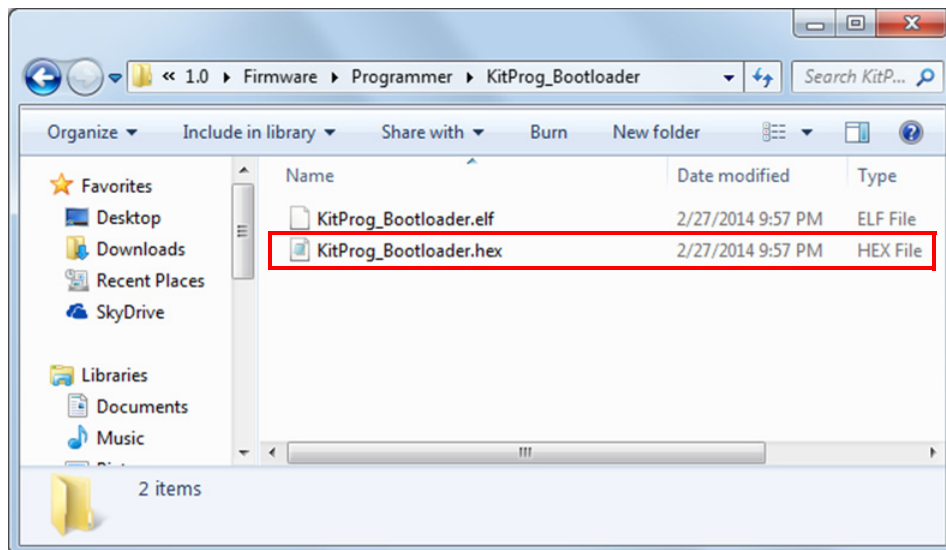 « 1.0 ▸ Firmware ▸ Programmer ▸ KitProg_Bootloader
Search KitP...
Organize ▾ Include in library ▾ Share with ▾ Burn New folder
Favorites
Desktop
Downloads
Recent Places
SkyDrive
Libraries
Documents
Music
Name Date modified Type
KitProg_Bootloader.elf 2/27/2014 9:57 PM ELF File
KitProg_Bootloader.hex 2/27/2014 9:57 PM HEX File
2 items